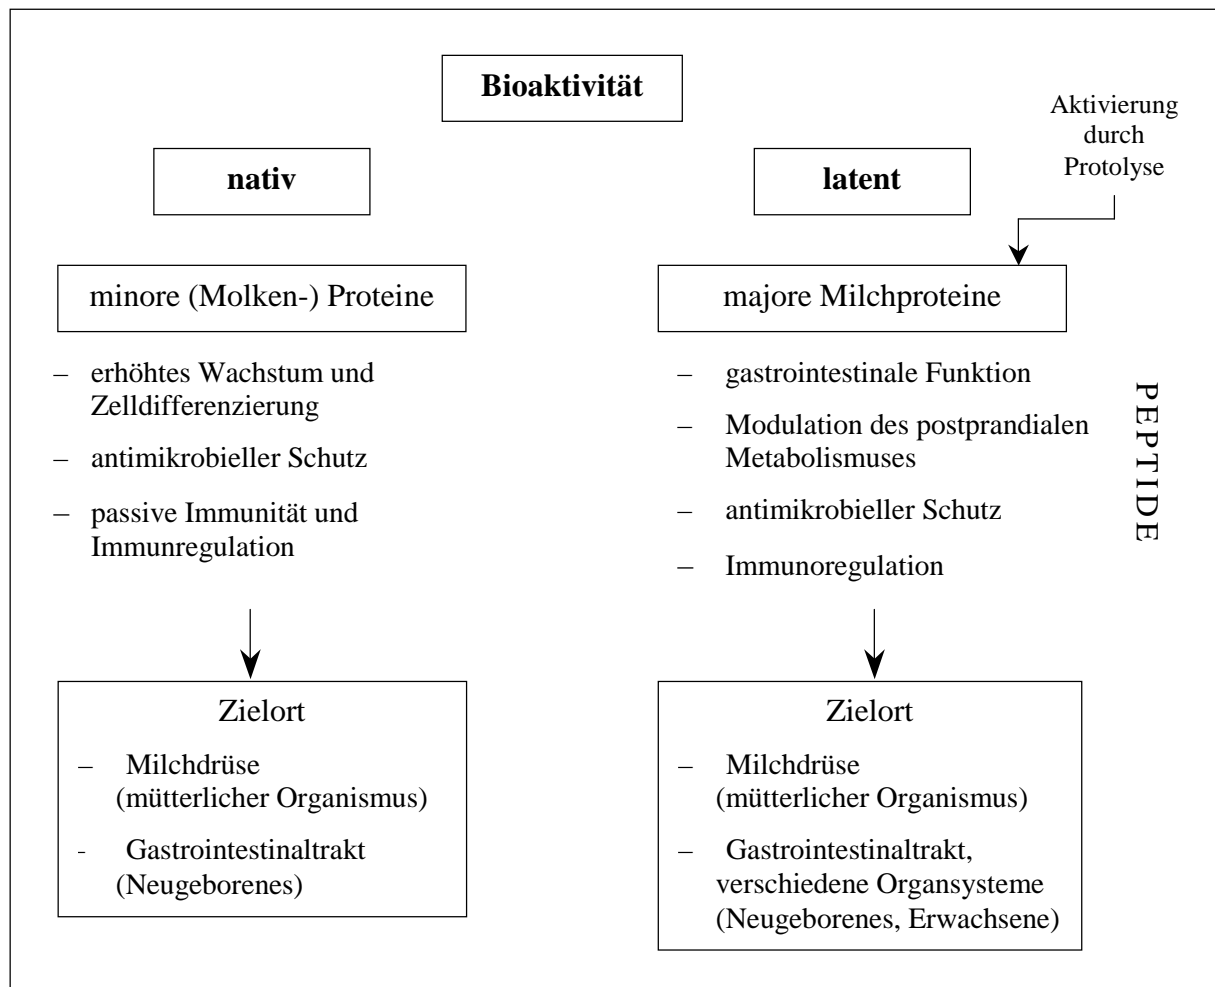 Bioaktivität
Aktivierung
durch
Protolyse
nativ
latent
minore (Molken-) Proteine
majore Milchproteine
– erhöhtes Wachstum und
Zelldifferenzierung
– antimikrobieller Schutz
– passive Immunität und
Immunregulation
– gastrointestinale Funktion
– Modulation des postprandialen
Metabolismuses
– antimikrobieller Schutz
– Immunoregulation
PEPTIDE
Zielort
– Milchdrüse
(mütterlicher Organismus)
- Gastrointestinaltrakt
(Neugeborenes)
Zielort
– Milchdrüse
(mütterlicher Organismus)
– Gastrointestinaltrakt,
verschiedene Organsysteme
(Neugeborenes, Erwachsene)